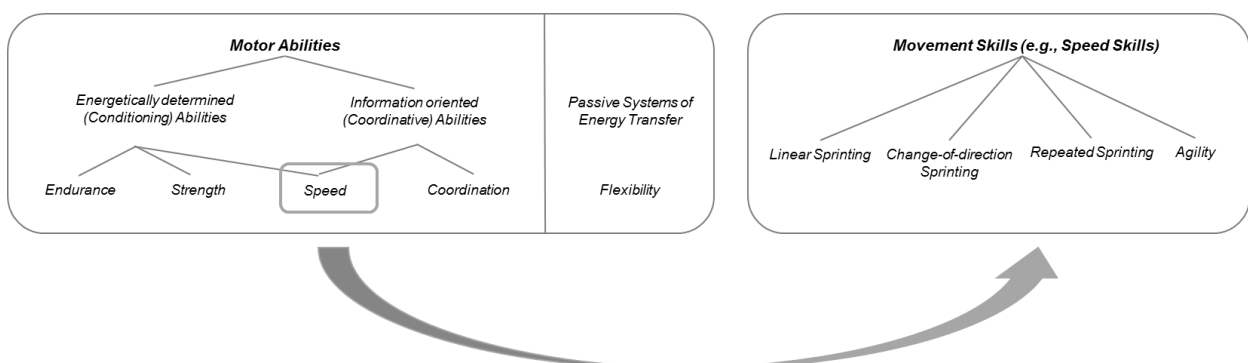 Motor Abilities
Energetically determined
(Conditioning) Abilities
Information oriented
(Coordinative) Abilities
Endurance
Strength
Speed
Coordination
Passive Systems of
Energy Transfer
Flexibility
Movement Skills (e.g., Speed Skills)
Linear Sprinting
Change-of-direction
Sprinting
Repeated Sprinting
Agility